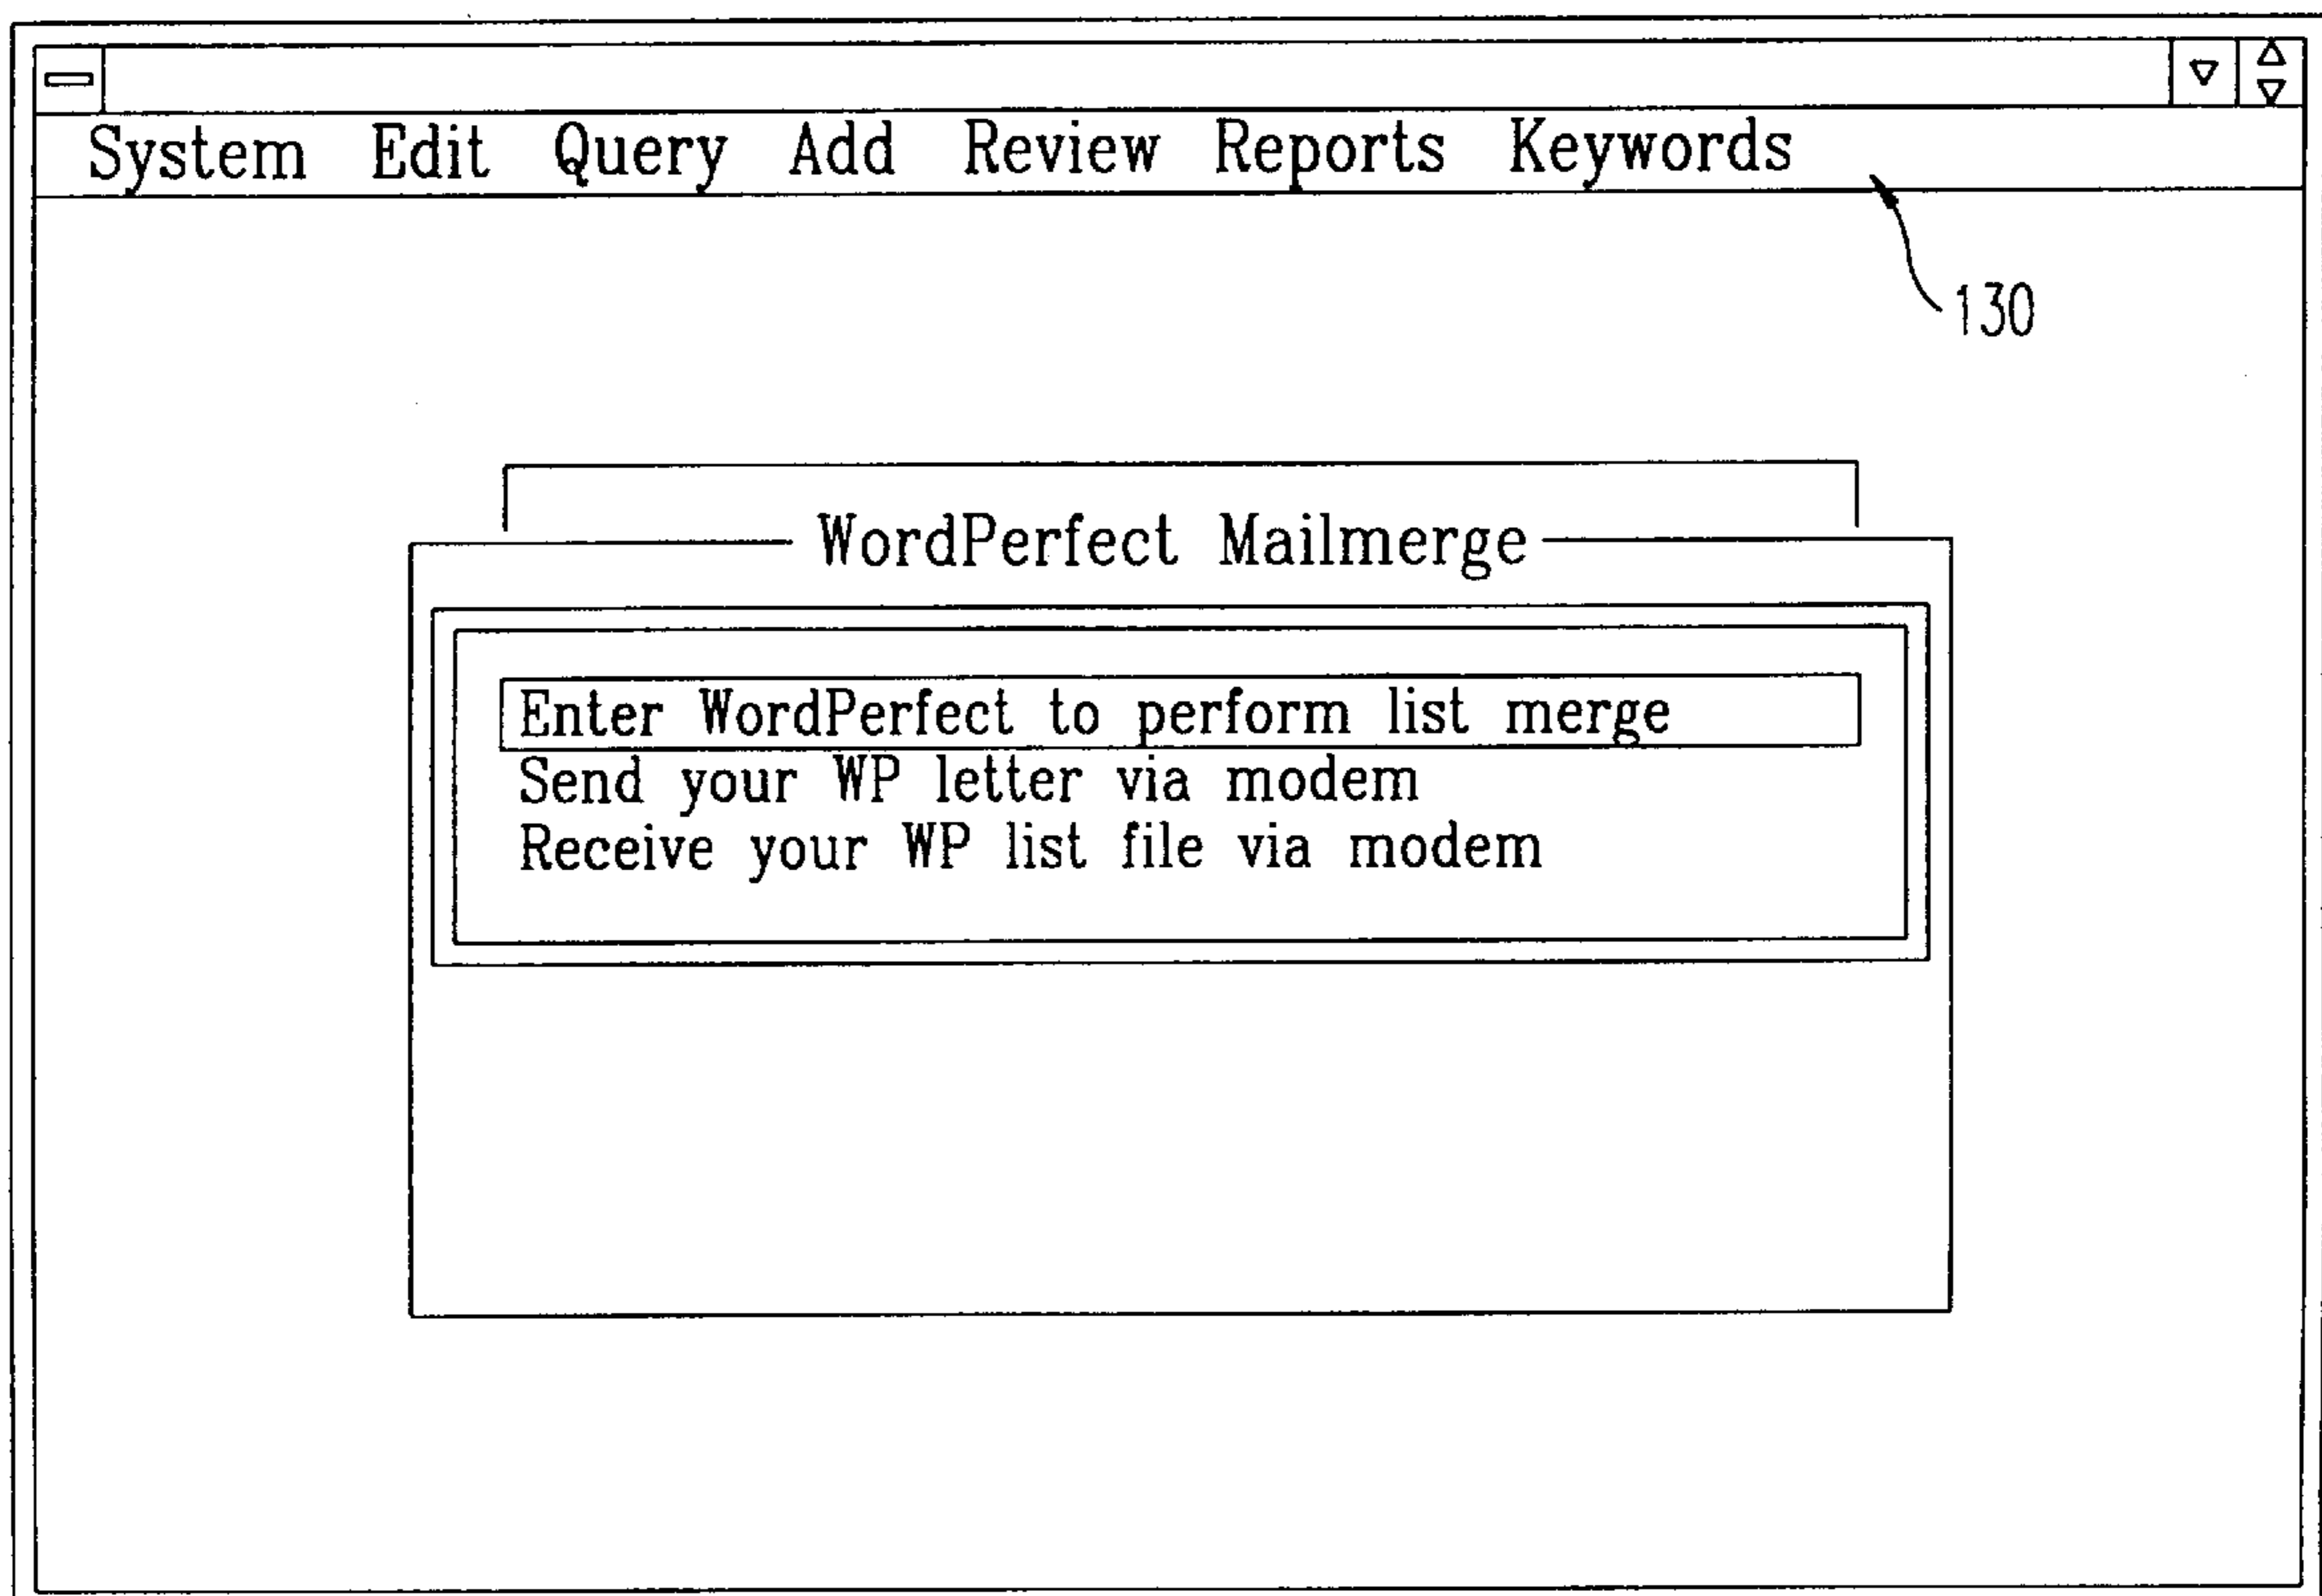 System Edit Query Add Review Reports Keywords
130
WordPerfect Mailmerge
Enter WordPerfect to perform list merge
Send your WP letter via modem
Receive your WP list file via modem